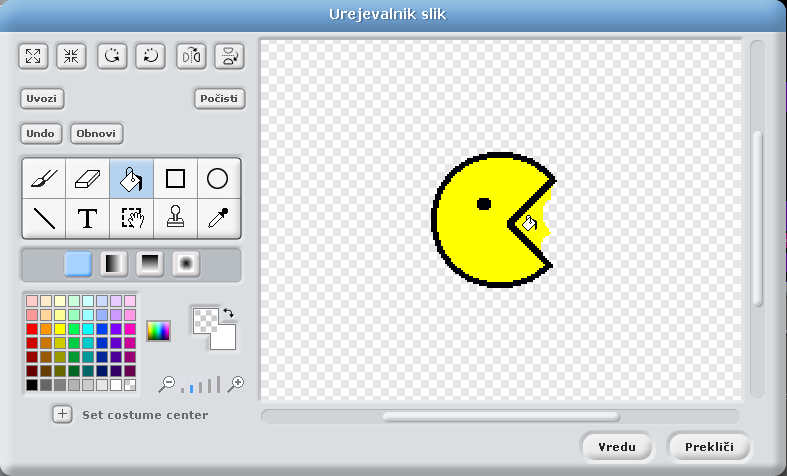 Urejevalnik slik
Uvozi
Počisti
Undo
Obnovi
T
Set costume center
Vredu
Prekliči